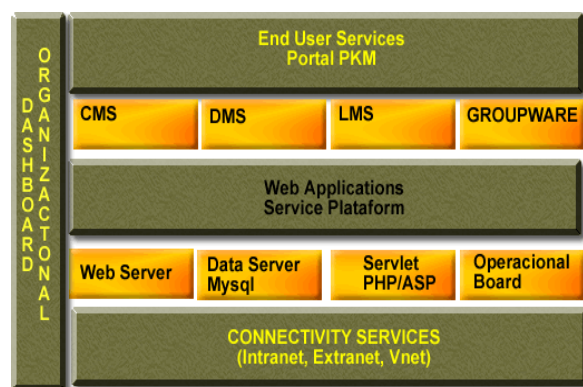 ORGANIZACTONAL
DASHBOARD
End User Services
Portal PKM
CMS
DMS
LMS
GROUPWARE
Web Applications
Service Plataform
Web Server
Data Server
Mysql
Servlet
PHP/ASP
Operacional
Board
CONNECTIVITY SERVICES
(Intranet, Extranet, Vnet)